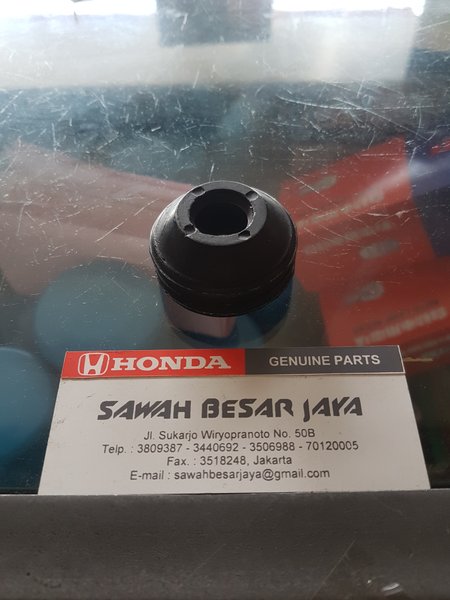 HONDA GENUINE PARTS
SAWAH BESAR JAYA
Jl. Sukarjo Wiryopranoto No. 50B
Telp. : 3809387 - 3440692 - 3506988 - 70120005
Fax. : 3518248, Jakarta
E-mail : sawahbesarjaya@gmail.com